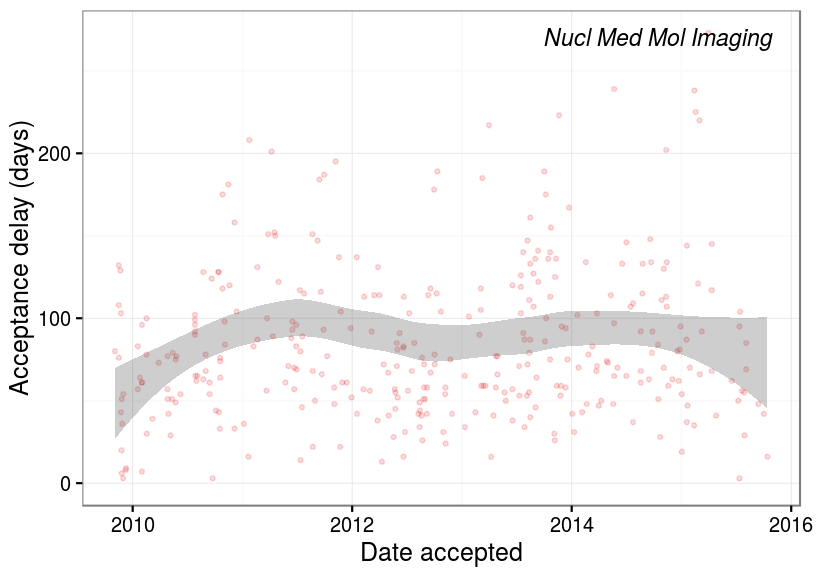 Nucl Med Mol Imaging
Acceptance delay (days)
200
100
0
2010 2012 2014 2016
Date accepted